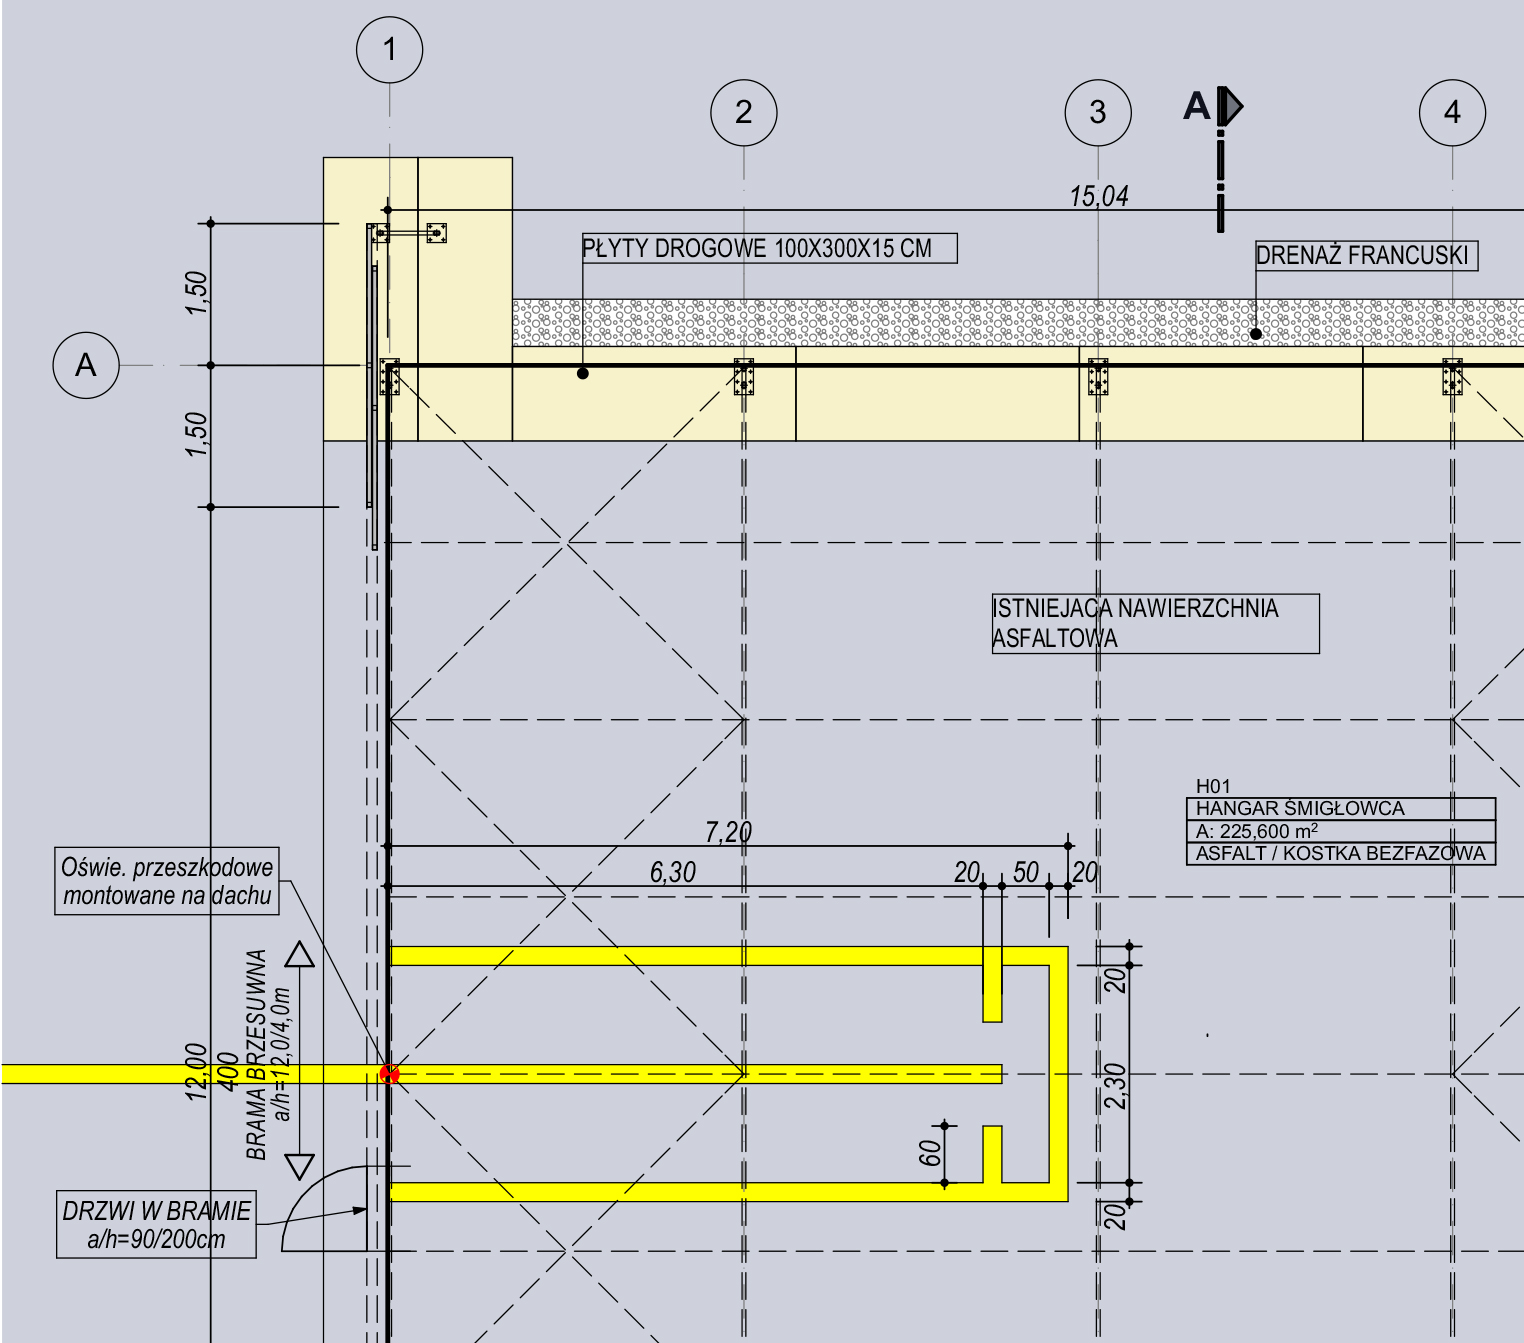 1
2
3
A
4
15,04
PŁYTY DROGOWE 100X300X15 CM
DRENAŻ FRANCUSKI
1,50
A
1,50
ISTNIEJACA NAWIERZCHNIA
ASFALTOWA
H01
HANGAR ŚMIGŁOWCA
A: 225,600 m²
ASFALT / KOSTKA BEZFAZOWA
7,20
6,30
20
50
20
Oświe. przeszkodowe
montowane na dachu
20
BRAMA BRZESUWNA
a/h=12,0/4,0m
12,00
400
2,30
60
20
DRZWI W BRAMIE
a/h=90/200cm